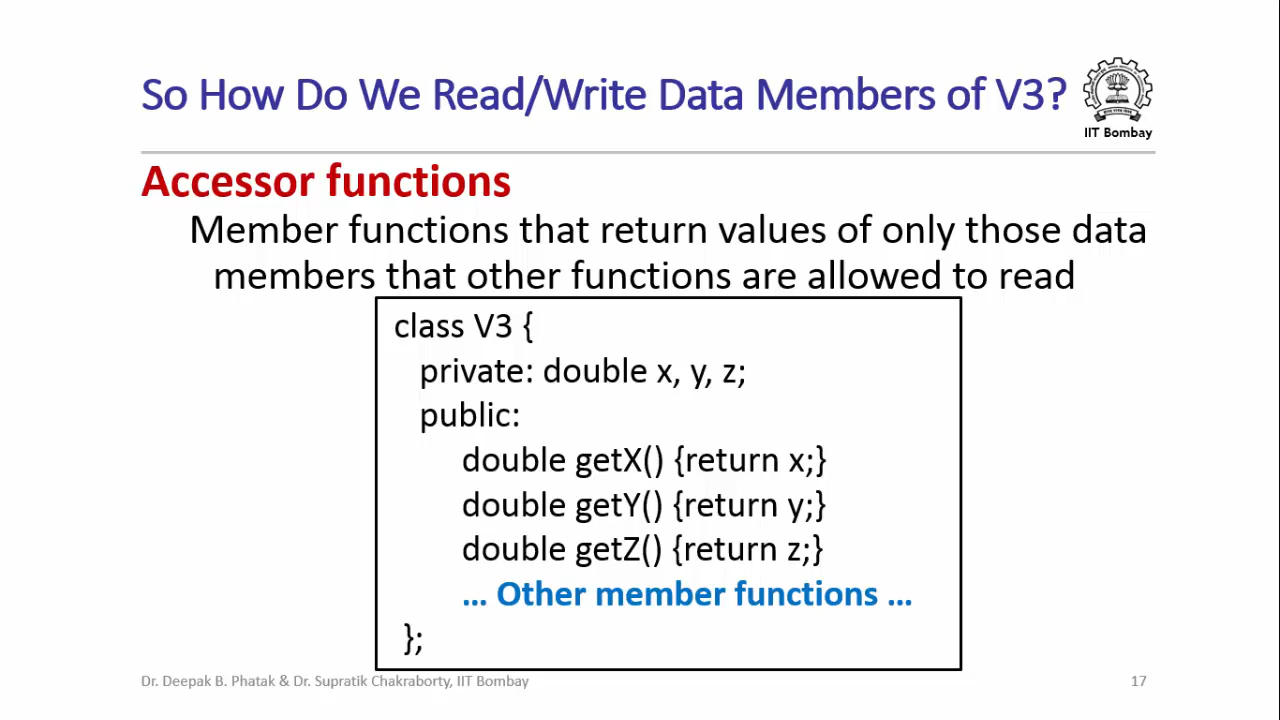 So How Do We Read/Write Data Members of V3?
IIT Bombay
Accessor functions
Member functions that return values of only those data
members that other functions are allowed to read
class V3 {
private: double x, y, z;
public:
double getX() {return x;}
double getY() {return y;}
double getZ() {return z;}
... Other member functions ...
};
Dr. Deepak B. Phatak & Dr. Supratik Chakraborty, IIT Bombay
17